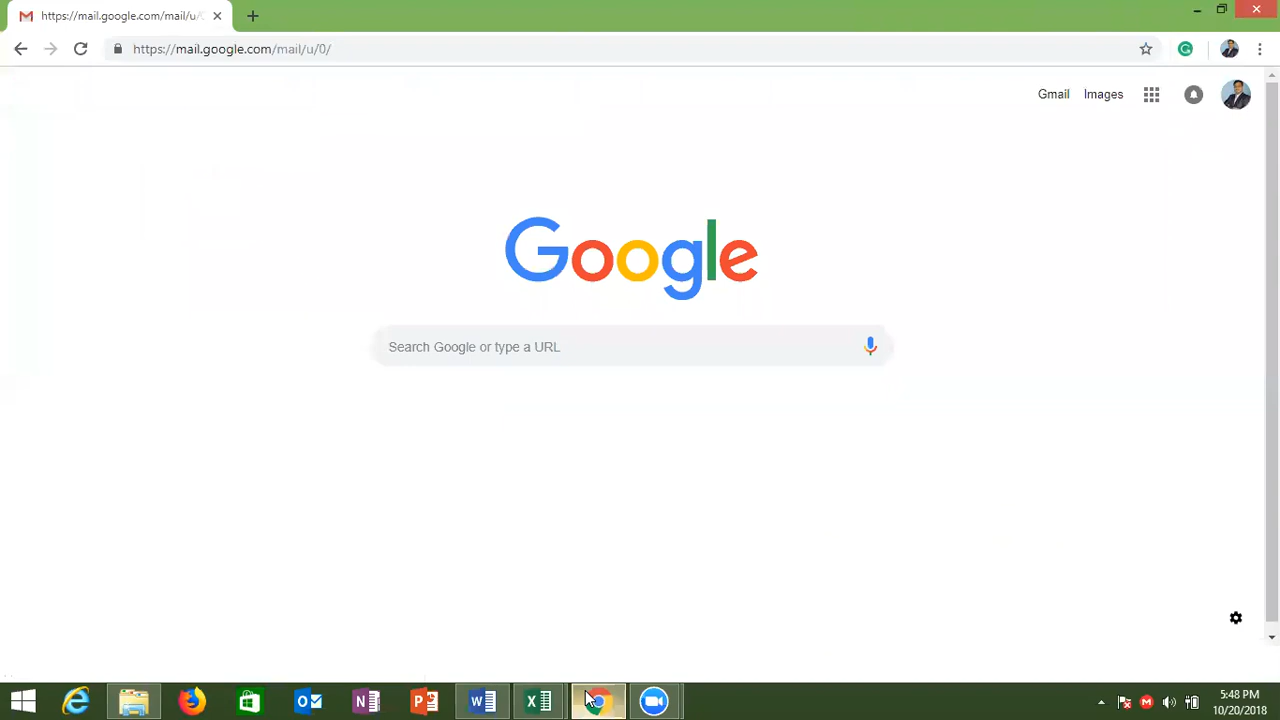 https://mail.google.com/mail/u/0
https://mail.google.com/mail/u/0/
Gmail Images
Google
Search Google or type a URL
5:48 PM
10/20/2018